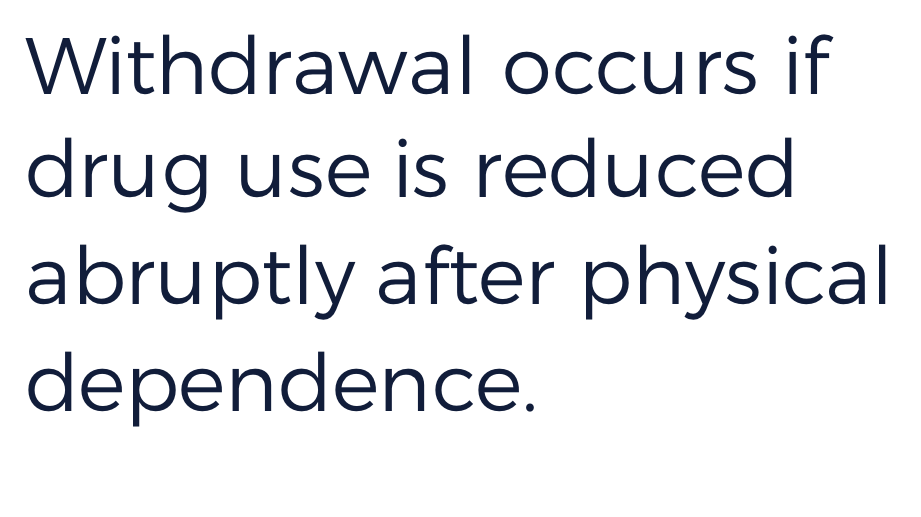 Withdrawal occurs if
drug use is reduced
abruptly after physical
dependence.